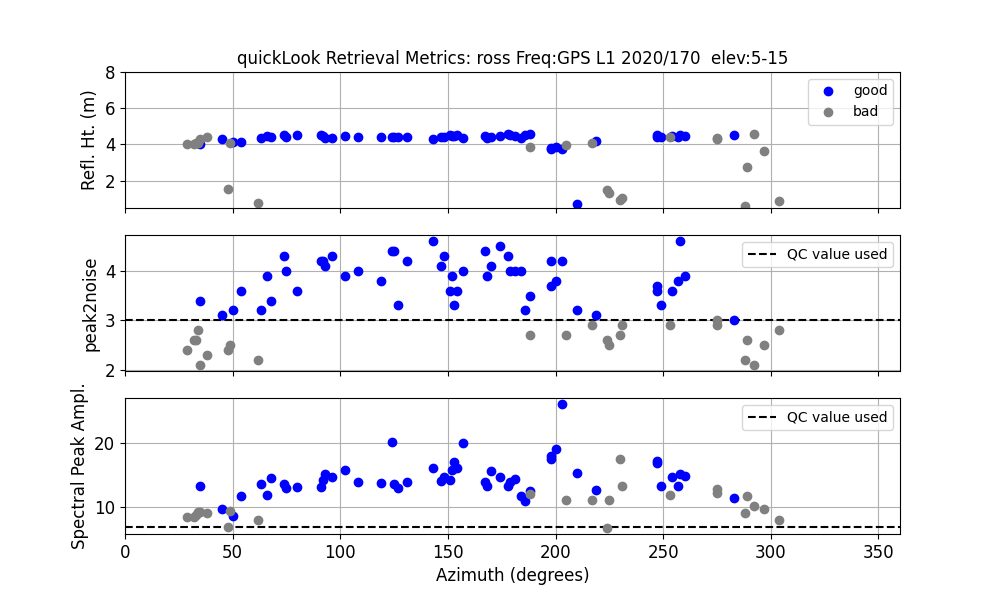 quickLook Retrieval Metrics: ross Freq:GPS L1 2020/170  elev:5-15
8
6
4
2
Refl. Ht. (m)
good
bad
4
3
2
peak2noise
QC value used
20
10
Spectral Peak Ampl.
QC value used
0 50 100 150 200 250 300 350
Azimuth (degrees)